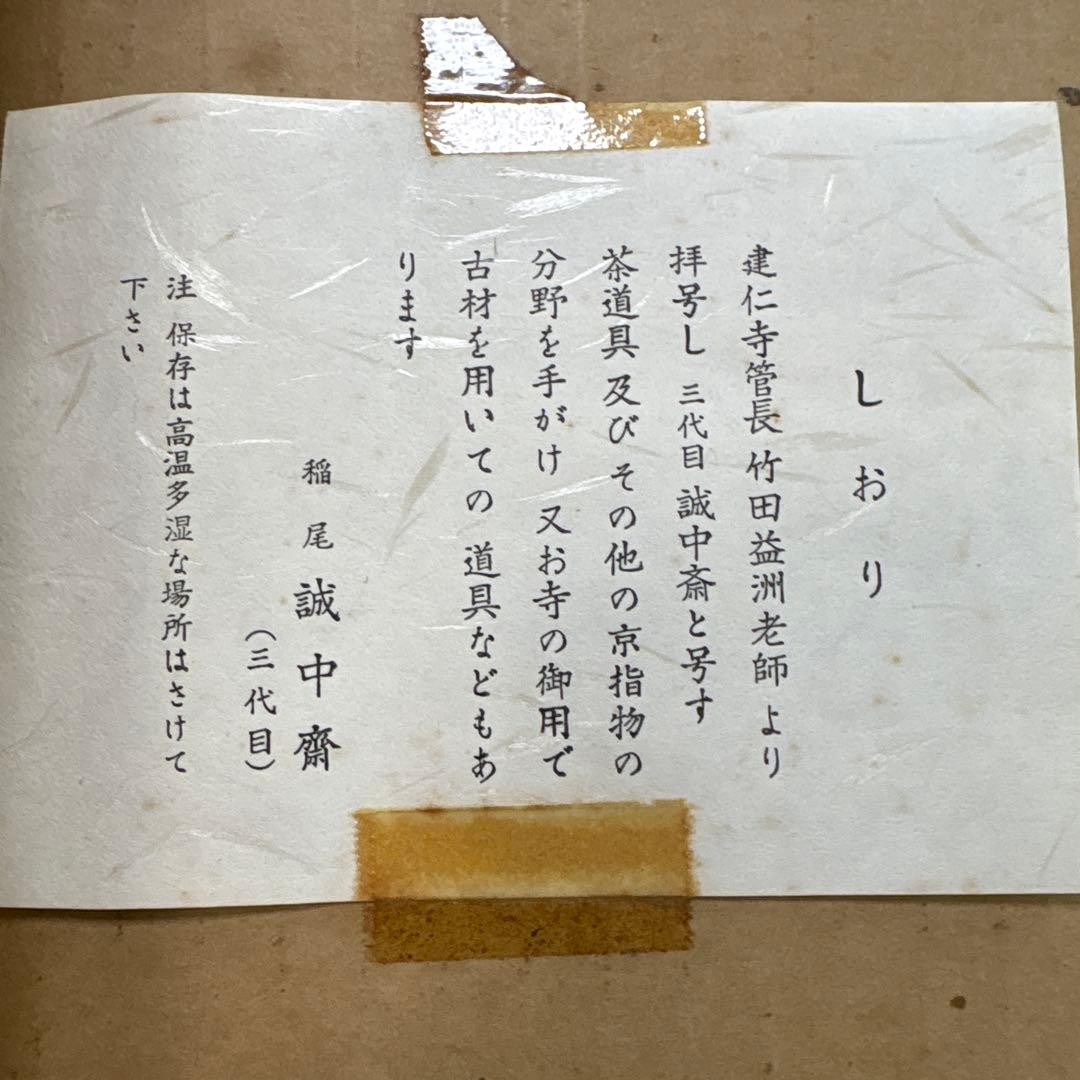 しおり
建仁寺管長 竹田益洲老師 より
拝号し 三代目 誠中斎と号す
茶道具 及び その他の京指物の
分野を手がけ 又お寺の御用で
古材を用いての 道具などもあ
ります
稲尾 誠中齋
（三代目）
注 保存は高温多湿な場所はさけて
下さい